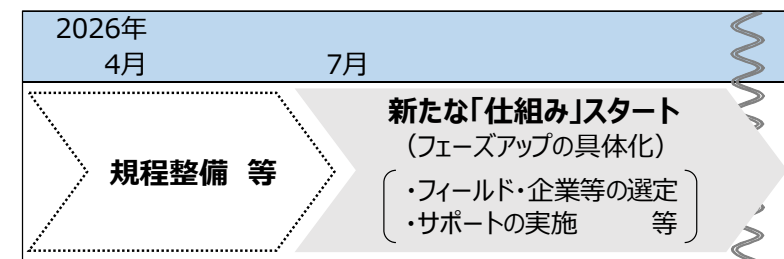 2026年
4月 7月
規程整備 等
新たな「仕組み」スタート
（フェーズアップの具体化）
・フィールド・企業等の選定
・サポートの実施 等